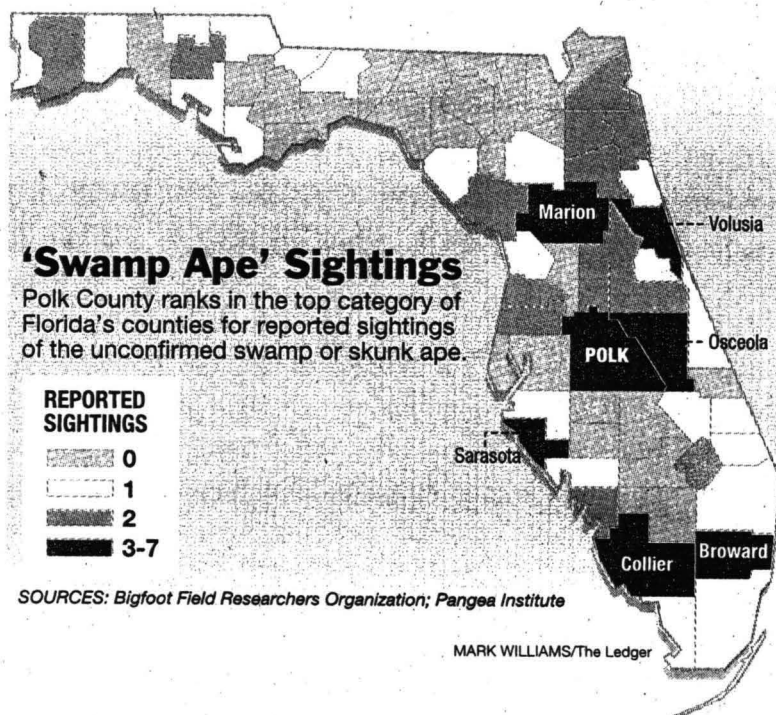 'Swamp Ape' Sightings
Polk County ranks in the top category of
Florida's counties for reported sightings
of the unconfirmed swamp or skunk ape.
REPORTED
SIGHTINGS
0
1
2
3-7
Marion
Volusia
POLK
Osceola
Sarasota
Collier
Broward
SOURCES: Bigfoot Field Researchers Organization; Pangea Institute
MARK WILLIAMS/The Ledger